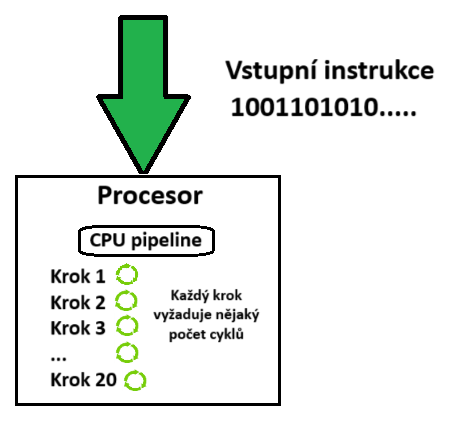 Vstupní instrukce
1001101010.....
Procesor
CPU pipeline
Krok 1
Krok 2
Krok 3
...
Krok 20
Každý krok
vyžaduje nějaký
počet cyklů